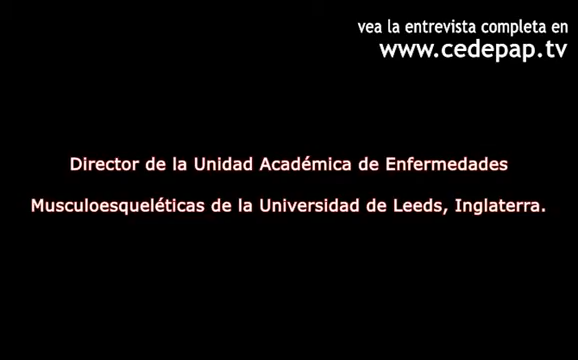 vea la entrevista completa en
www.cedepap.tv
Director de la Unidad Académica de Enfermedades
Musculoesqueléticas de la Universidad de Leeds, Inglaterra.